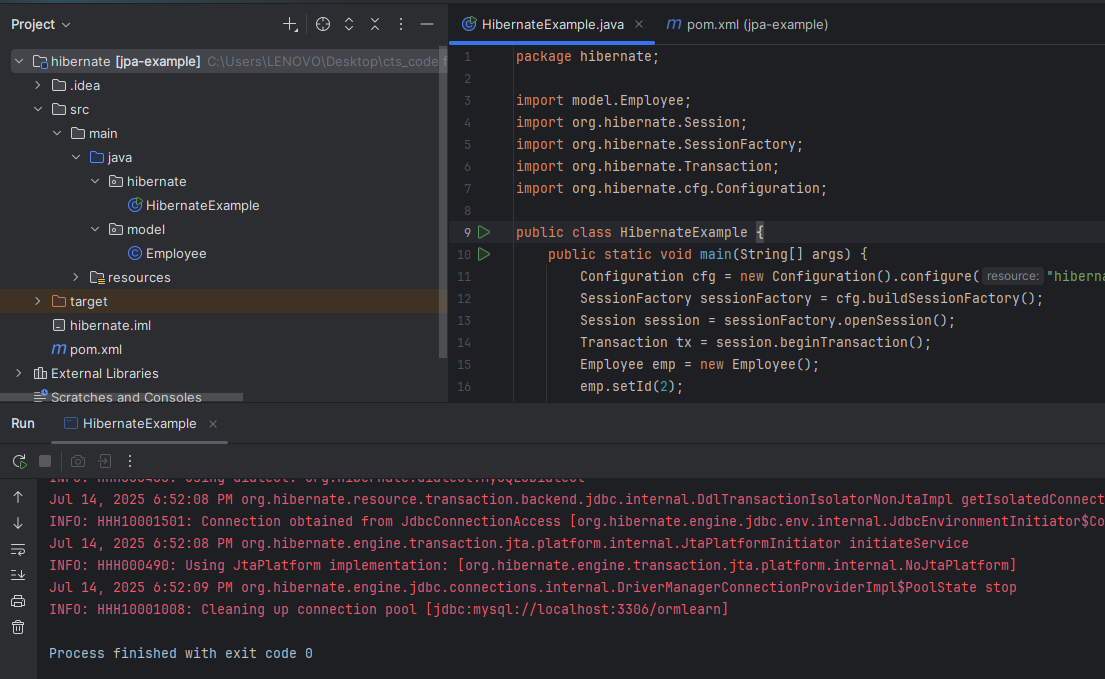 Project
hibernate [jpa-example] C:\Users\LENOVO\Desktop\cts_code
.idea
src
main
java
hibernate
HibernateExample
model
Employee
resources
target
hibernate.iml
pom.xml
External Libraries
Scratches and Consoles
HibernateExample.java
pom.xml (jpa-example)
1 package hibernate;
2
3 import model.Employee;
4 import org.hibernate.Session;
5 import org.hibernate.SessionFactory;
6 import org.hibernate.Transaction;
7 import org.hibernate.cfg.Configuration;
8
9 public class HibernateExample {
10 public static void main(String[] args) {
11 Configuration cfg = new Configuration().configure( resource: "hiberna
12 SessionFactory sessionFactory = cfg.buildSessionFactory();
13 Session session = sessionFactory.openSession();
14 Transaction tx = session.beginTransaction();
15 Employee emp = new Employee();
16 emp.setId(2);
Run
HibernateExample
INFO: HHH000400: Using dialect: org.hibernate.dialect.MySQL8Dialect
Jul 14, 2025 6:52:08 PM org.hibernate.resource.transaction.backend.jdbc.internal.DdlTransactionIsolatorNonJtaImpl getIsolatedConnect
INFO: HHH10001501: Connection obtained from JdbcConnectionAccess [org.hibernate.engine.jdbc.env.internal.JdbcEnvironmentInitiator$Co
Jul 14, 2025 6:52:08 PM org.hibernate.engine.transaction.jta.platform.internal.JtaPlatformInitiator initiateService
INFO: HHH000490: Using JtaPlatform implementation: [org.hibernate.engine.transaction.jta.platform.internal.NoJtaPlatform]
Jul 14, 2025 6:52:09 PM org.hibernate.engine.jdbc.connections.internal.DriverManagerConnectionProviderImpl$PoolState stop
INFO: HHH10001008: Cleaning up connection pool [jdbc:mysql://localhost:3306/ormlearn]
Process finished with exit code 0